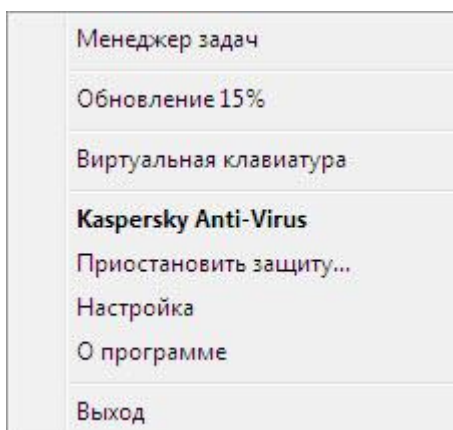 Менеджер задач
Обновление 15%
Виртуальная клавиатура
Kaspersky Anti-Virus
Приостановить защиту...
Настройка
О программе
Выход